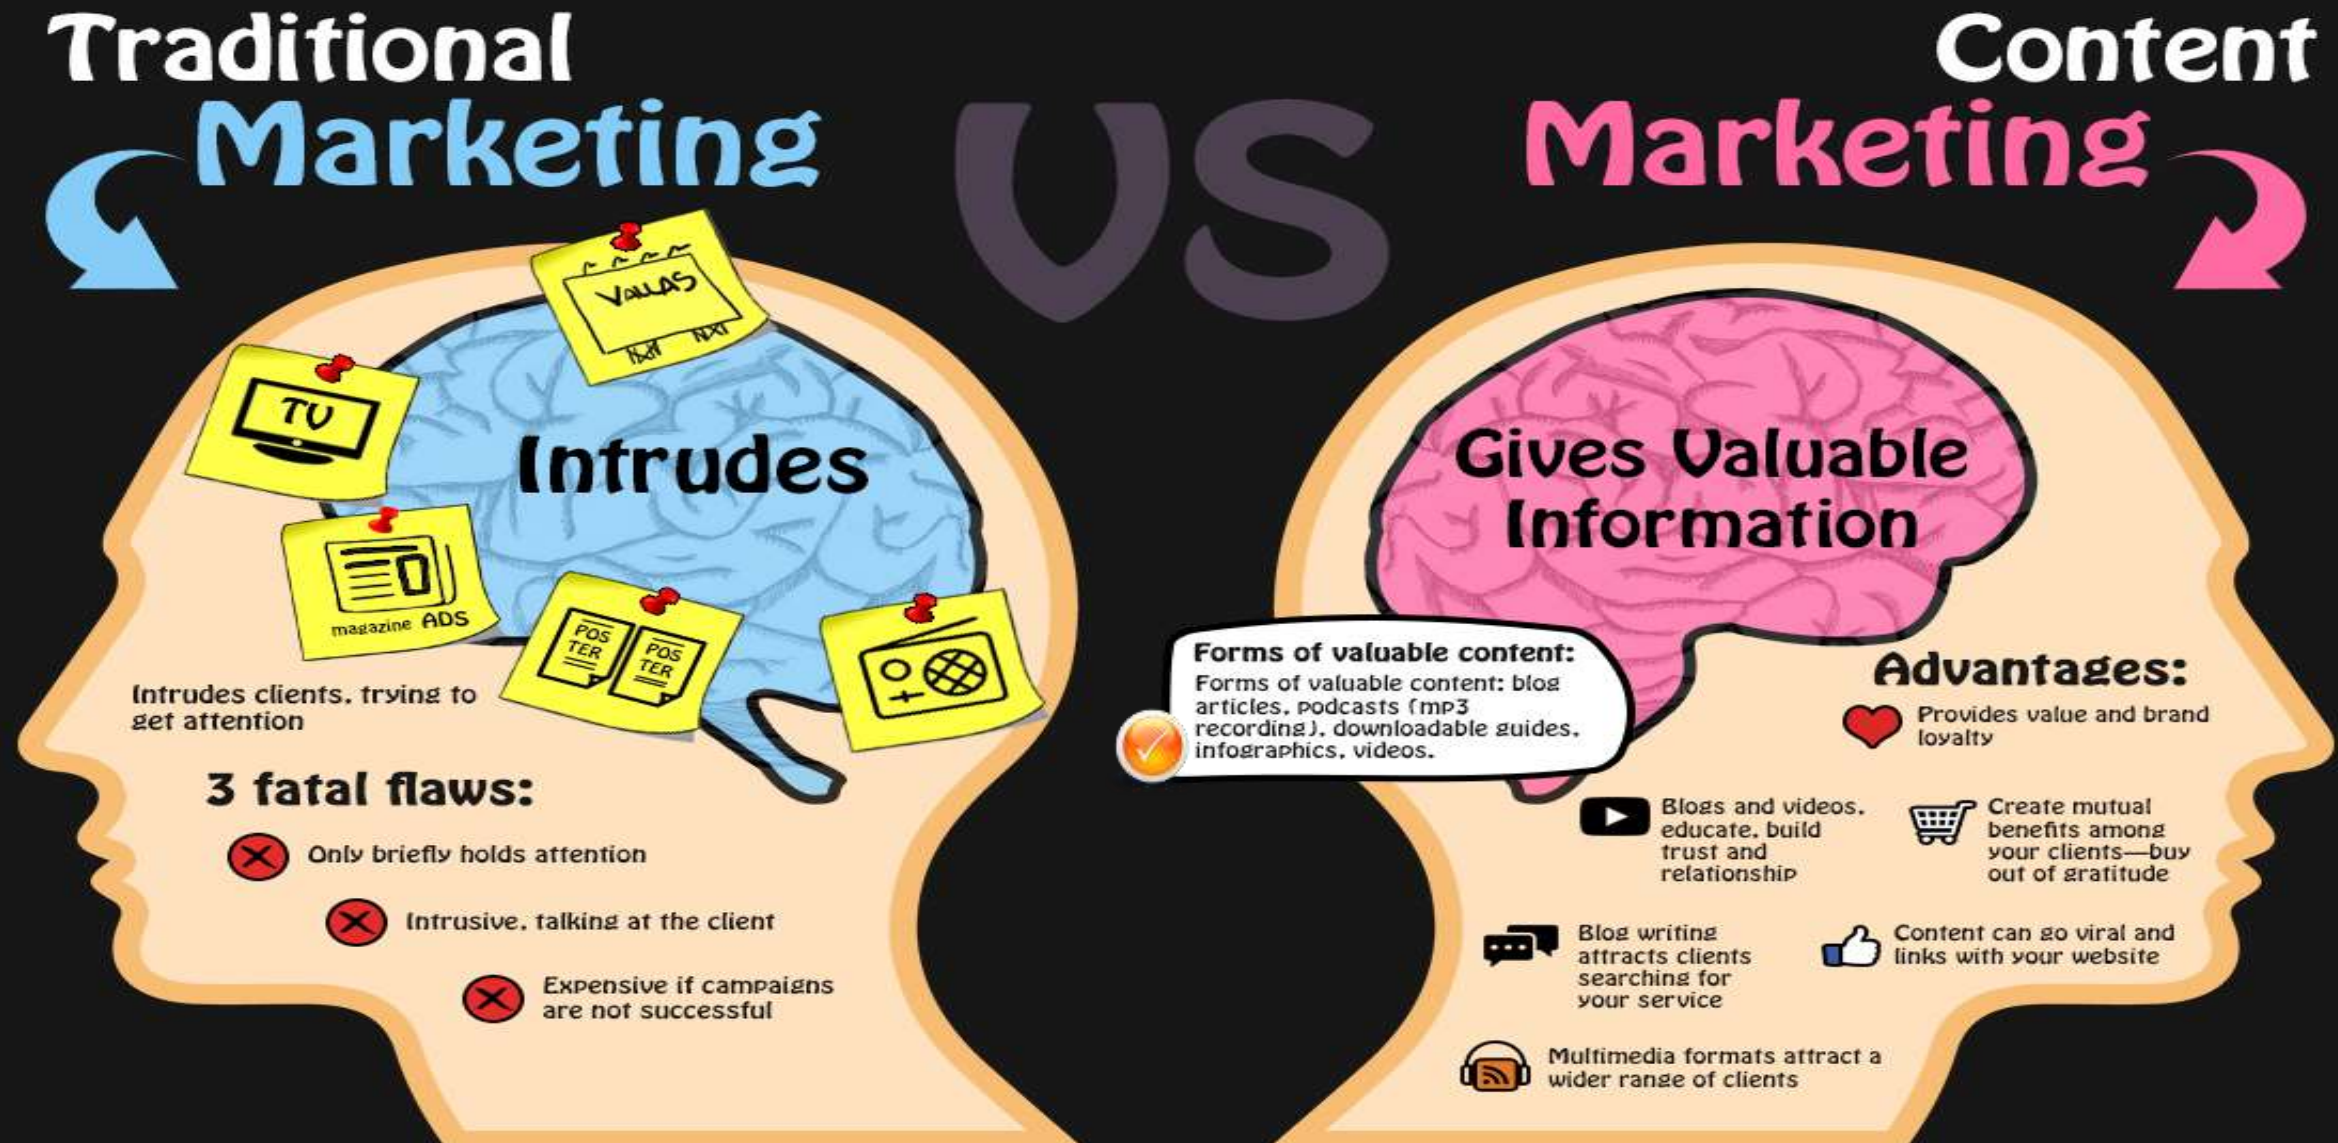 Traditional
Marketing
VS
Content
Marketing
VALLAS
TV
Intrudes
magazine ADS
POS
TER
POS
TER
Intrudes clients, trying to
get attention
3 fatal flaws:
Only briefly holds attention
Intrusive, talking at the client
Expensive if campaigns
are not successful
Gives Valuable
Information
Forms of valuable content:
Forms of valuable content: blog
articles, podcasts (mp3
recording), downloadable guides,
infographics, videos.
Advantages:
Provides value and brand
loyalty
Blogs and videos,
educate, build
trust and
relationship
Create mutual
benefits among
your clients—buy
out of gratitude
Blog writing
attracts clients
searching for
your service
Content can go viral and
links with your website
Multimedia formats attract a
wider range of clients